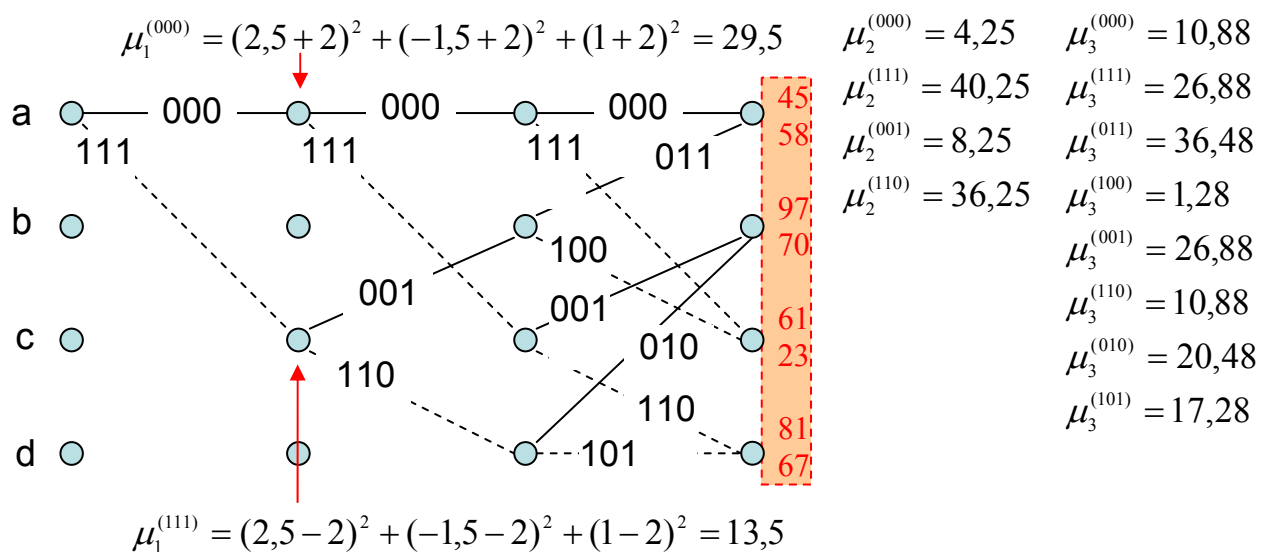 μ₁⁽⁰⁰⁰⁾ = (2,5 + 2)² + (−1,5 + 2)² + (1 + 2)² = 29,5
μ₂⁽⁰⁰⁰⁾ = 4,25
μ₃⁽⁰⁰⁰⁾ = 10,88
a
000
000
000
45
μ₂⁽¹¹¹⁾ = 40,25
μ₃⁽¹¹¹⁾ = 26,88
111
111
111
011
58
μ₂⁽⁰⁰¹⁾ = 8,25
μ₃⁽⁰¹¹⁾ = 36,48
b
97
μ₂⁽¹¹⁰⁾ = 36,25
μ₃⁽¹⁰⁰⁾ = 1,28
100
70
μ₃⁽⁰⁰¹⁾ = 26,88
001
001
61
c
010
23
μ₃⁽¹¹⁰⁾ = 10,88
110
μ₃⁽⁰¹⁰⁾ = 20,48
110
81
μ₃⁽¹⁰¹⁾ = 17,28
d
101
67
μ₁⁽¹¹¹⁾ = (2,5 − 2)² + (−1,5 − 2)² + (1 − 2)² = 13,5